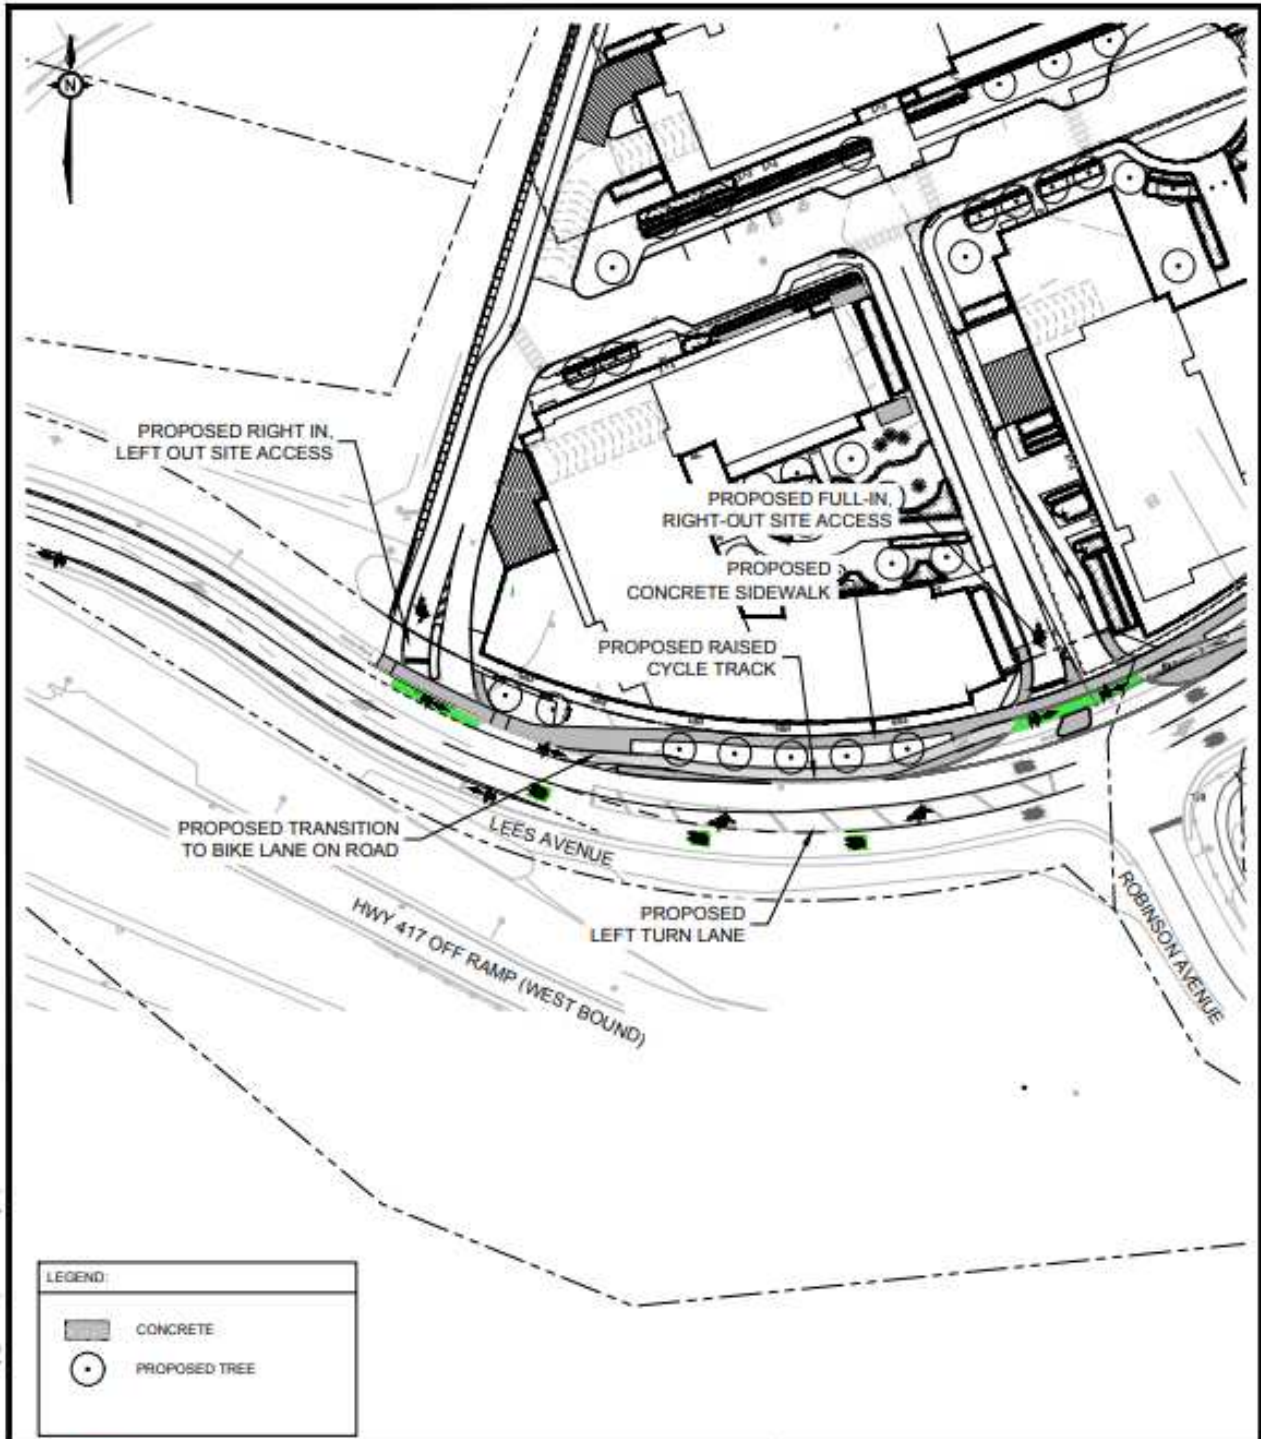 N
PROPOSED RIGHT IN,
LEFT OUT SITE ACCESS
PROPOSED FULL-IN,
RIGHT-OUT SITE ACCESS
PROPOSED
CONCRETE SIDEWALK
PROPOSED RAISED
CYCLE TRACK
PROPOSED TRANSITION
TO BIKE LANE ON ROAD
LEES AVENUE
PROPOSED
LEFT TURN LANE
HWY 417 OFF RAMP (WEST BOUND)
ROBINSON AVENUE
LEGEND:
CONCRETE
PROPOSED TREE